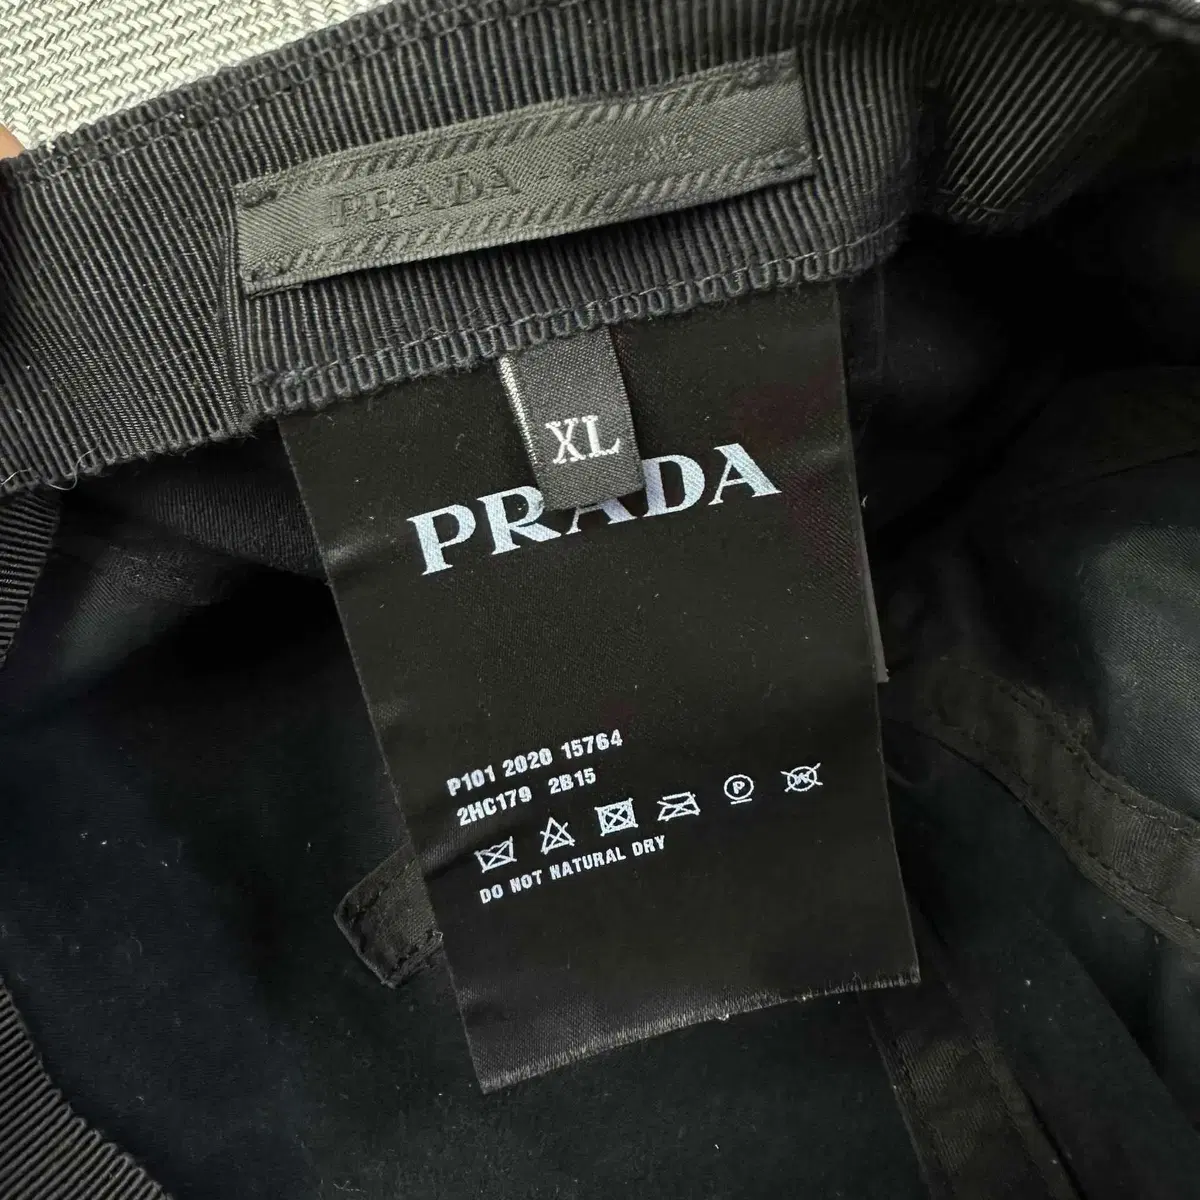 PRADA
XL
PRADA
P101 2020 15764
2HC179 2B15
P
DO NOT NATURAL DRY